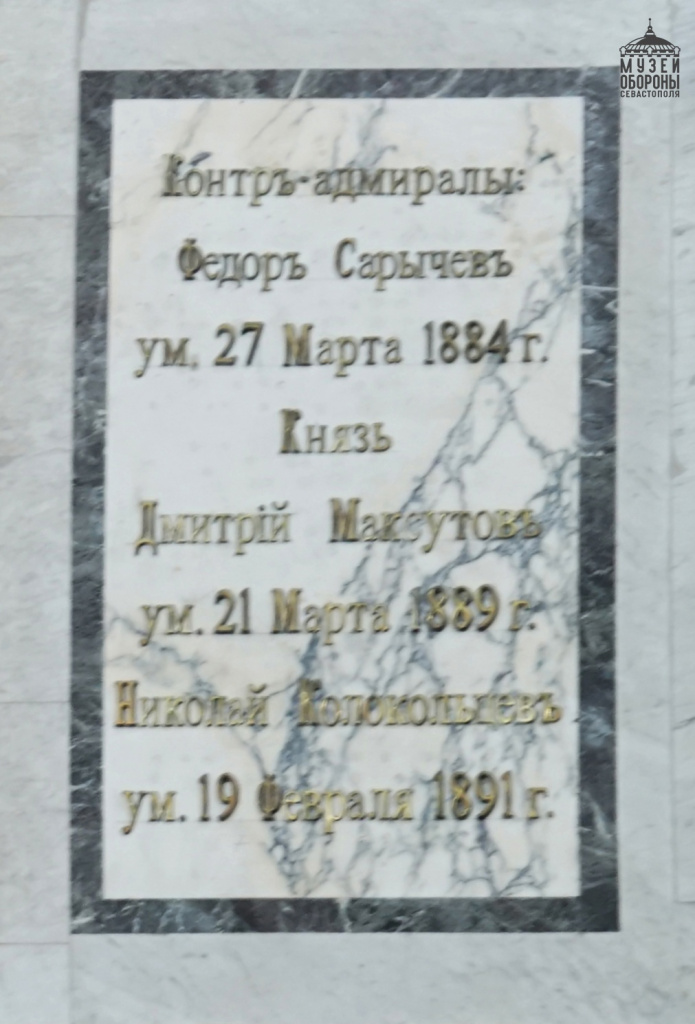 МУЗЕЙ
ОБОРОНЫ
СЕВАСТОПОЛЯ
Контръ-адмиралы:
Федоръ Сарычевъ
ум. 27 Марта 1884 г.
Князь
Дмитрій Максутовъ
ум. 21 Марта 1889 г.
Николай Колокольцевъ
ум. 19 Февраля 1891 г.